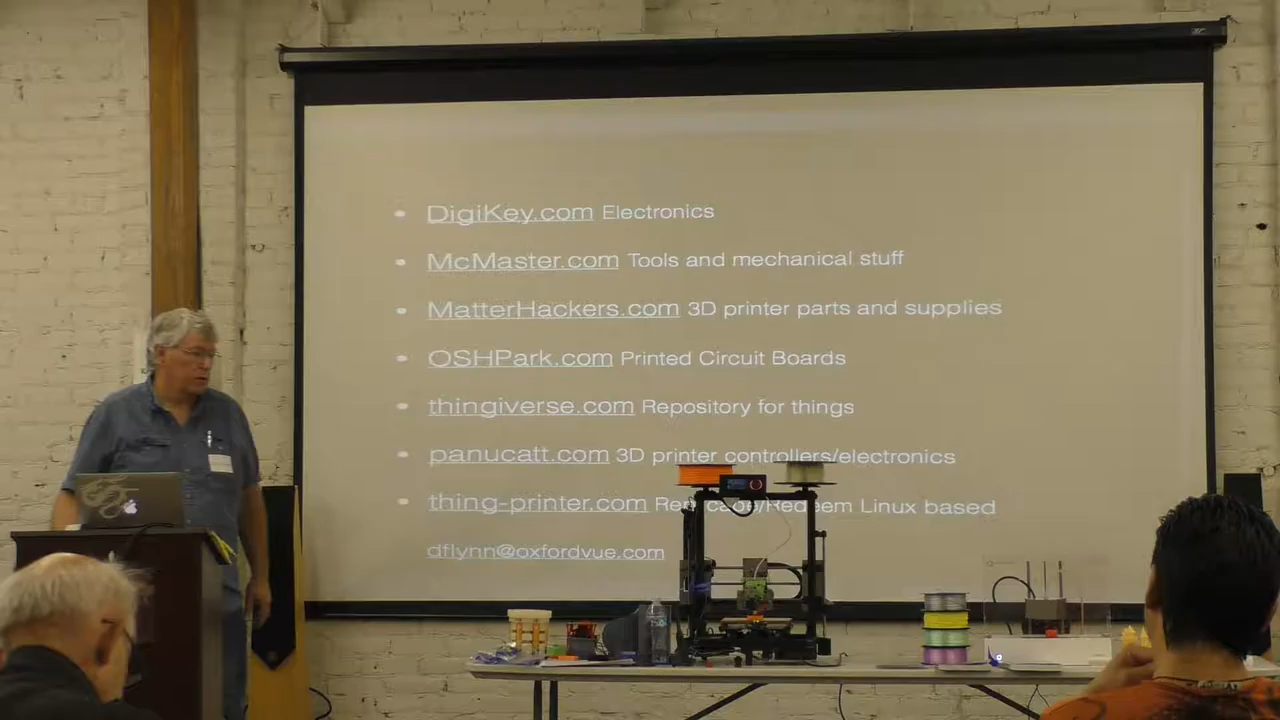 DigiKey.com Electronics
McMaster.com Tools and mechanical stuff
MatterHackers.com 3D printer parts and supplies
OSHPark.com Printed Circuit Boards
thingiverse.com Repository for things
panucatt.com 3D printer controllers/electronics
thing-printer.com Linux based
dflynn@oxfordvue.com